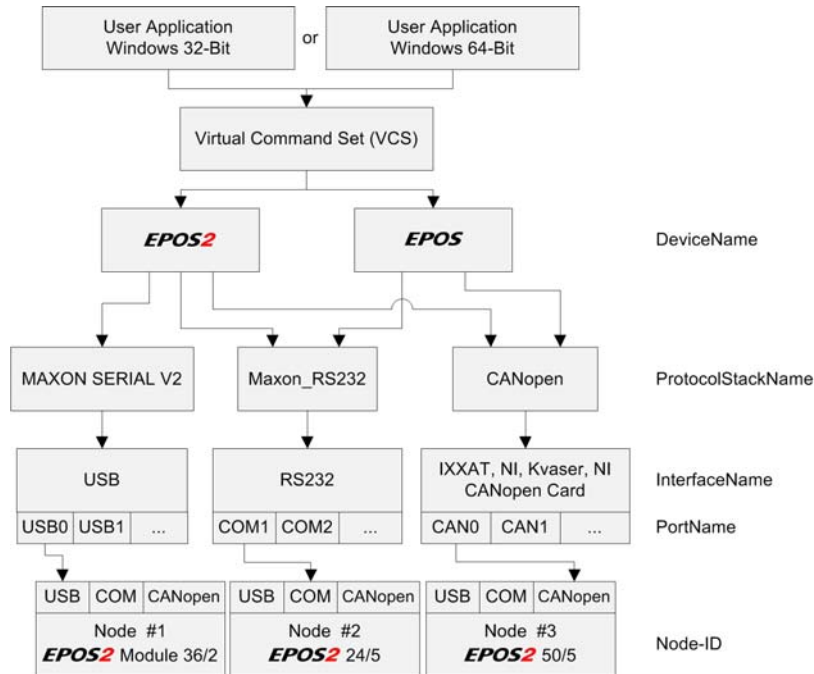 User Application
Windows 32-Bit
or
User Application
Windows 64-Bit
Virtual Command Set (VCS)
EPOS2
EPOS
DeviceName
MAXON SERIAL V2
Maxon_RS232
CANopen
ProtocolStackName
USB
RS232
IXXAT, NI, Kvaser, NI
CANopen Card
InterfaceName
USB0 USB1 ...
COM1 COM2 ...
CAN0 CAN1 ...
PortName
USB COM CANopen
Node #1
EPOS2 Module 36/2
USB COM CANopen
Node #2
EPOS2 24/5
USB COM CANopen
Node #3
EPOS2 50/5
Node-ID